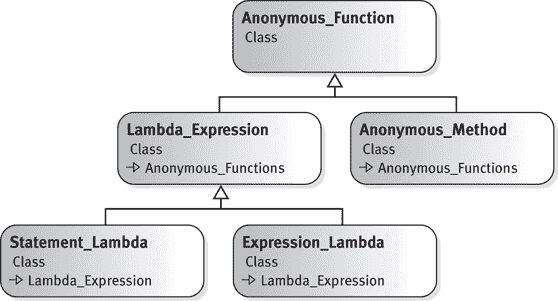 Anonymous_Function
Class
Lambda_Expression
Class
Anonymous_Functions
Anonymous_Method
Class
Anonymous_Functions
Statement_Lambda
Class
Lambda_Expression
Expression_Lambda
Class
Lambda_Expression